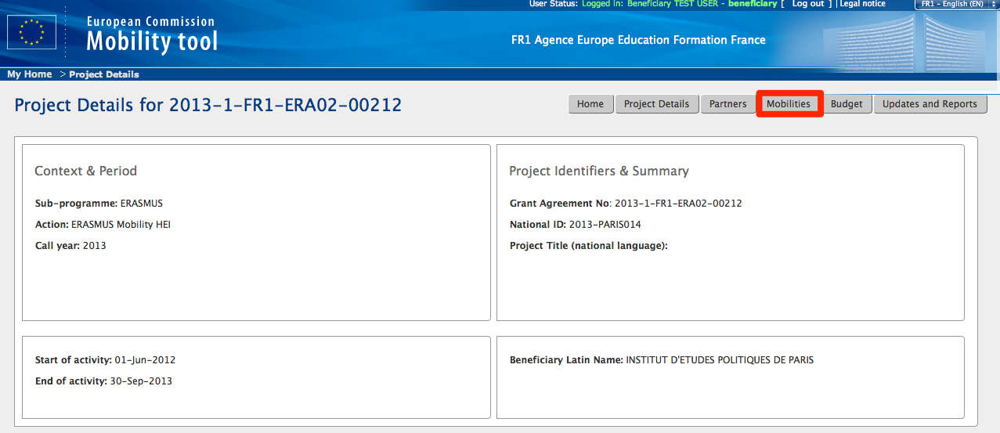 User Status: Logged in: Beneficiary TEST USER - beneficiary [ Log out ] | Legal notice
FR1 - English (EN)
European Commission
Mobility tool
FR1 Agence Europe Education Formation France
My Home > Project Details
Project Details for 2013-1-FR1-ERA02-00212
Home
Project Details
Partners
Mobilities
Budget
Updates and Reports
Context & Period
Sub-programme: ERASMUS
Action: ERASMUS Mobility HEI
Call year: 2013
Project Identifiers & Summary
Grant Agreement No: 2013-1-FR1-ERA02-00212
National ID: 2013-PARIS014
Project Title (national language):
Start of activity: 01-Jun-2012
End of activity: 30-Sep-2013
Beneficiary Latin Name: INSTITUT D'ETUDES POLITIQUES DE PARIS